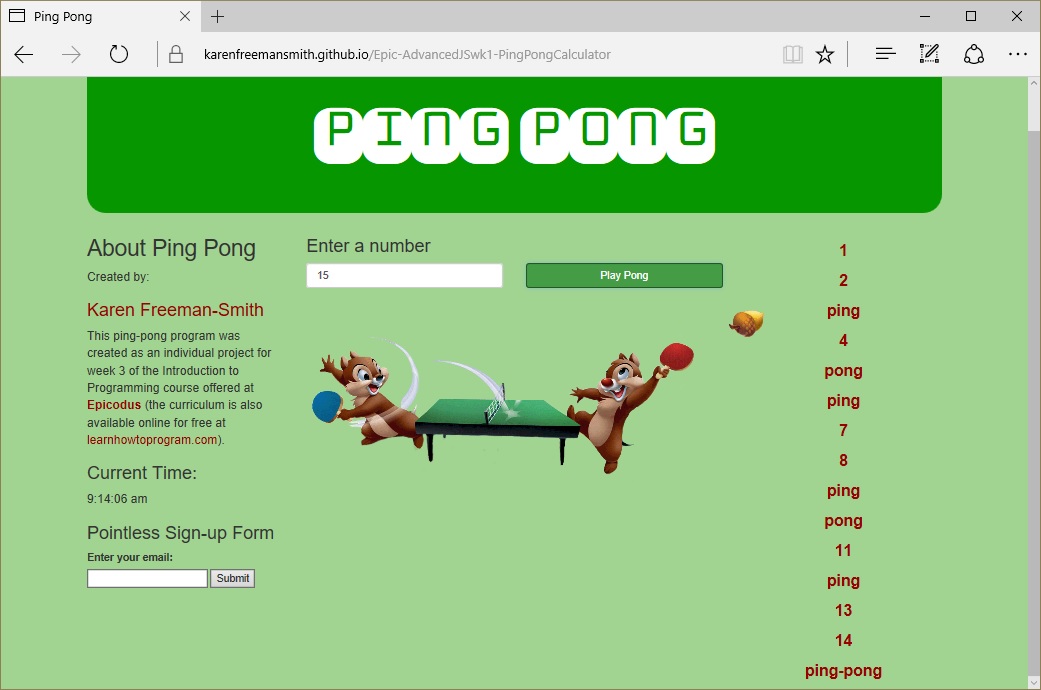 Ping Pong
karenfreemansmith.github.io/Epic-AdvancedJSwk1-PingPongCalculator
PING PONG
About Ping Pong
Created by:
Karen Freeman-Smith
This ping-pong program was
created as an individual project for
week 3 of the Introduction to
Programming course offered at
Epicodus (the curriculum is also
available online for free at
learnhowtoprogram.com).
Current Time:
9:14:06 am
Pointless Sign-up Form
Enter your email:
Submit
Enter a number
15
Play Pong
1
2
ping
4
pong
ping
7
8
ping
pong
11
ping
13
14
ping-pong